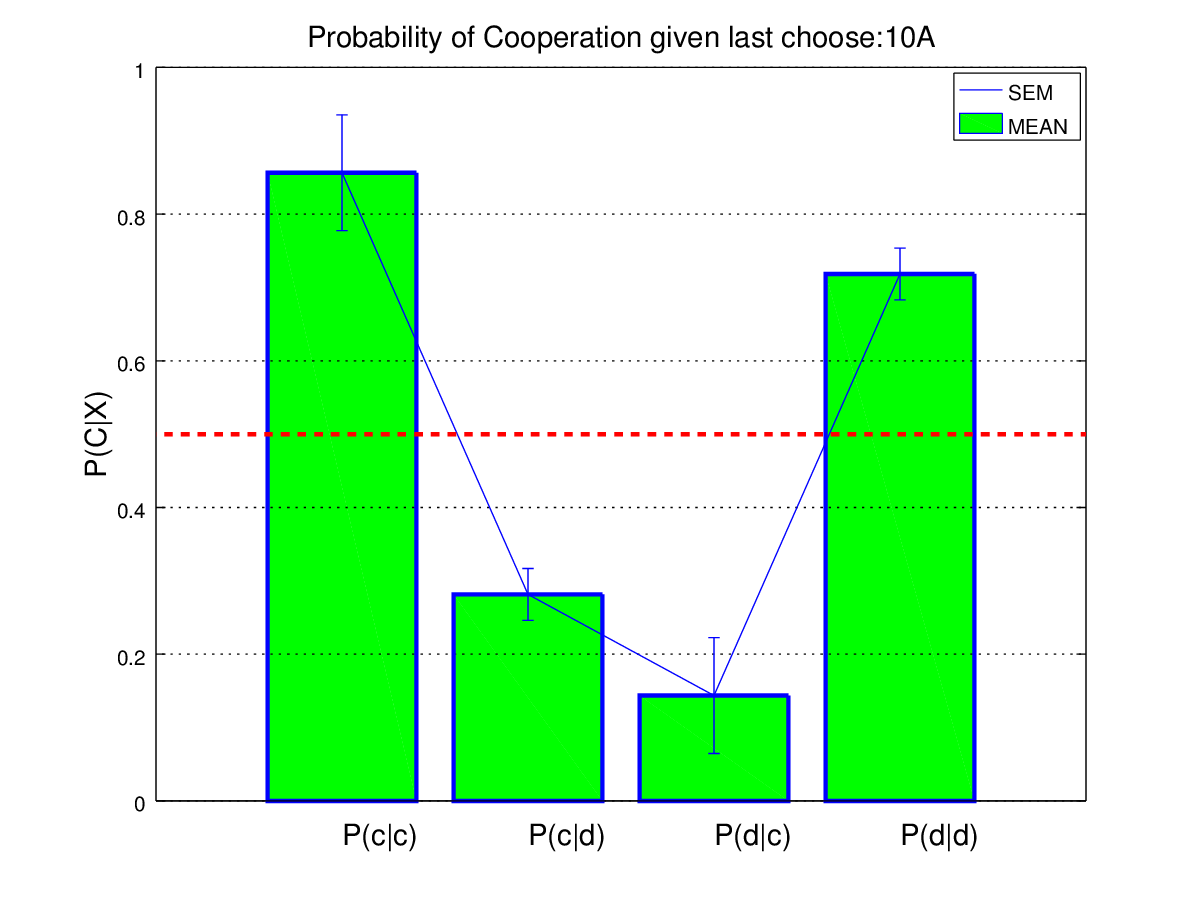 Probability of Cooperation given last choose:10A
SEM
MEAN
P(C|X)
1
0.8
0.6
0.4
0.2
0
P(c|c)
P(c|d)
P(d|c)
P(d|d)